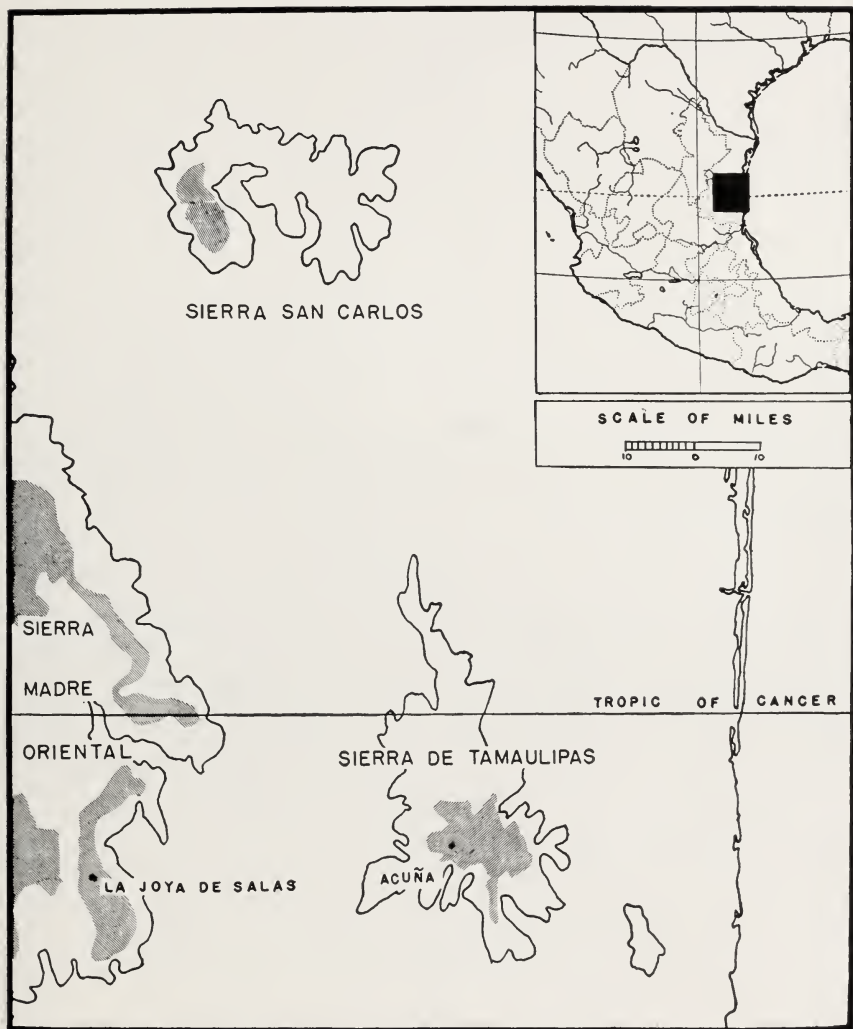 SIERRA SAN CARLOS
SCALE OF MILES
10 0 10
SIERRA
MADRE
ORIENTAL
TROPIC OF CANCER
SIERRA DE TAMAULIPAS
ACUÑA
LA JOYA DE SALAS